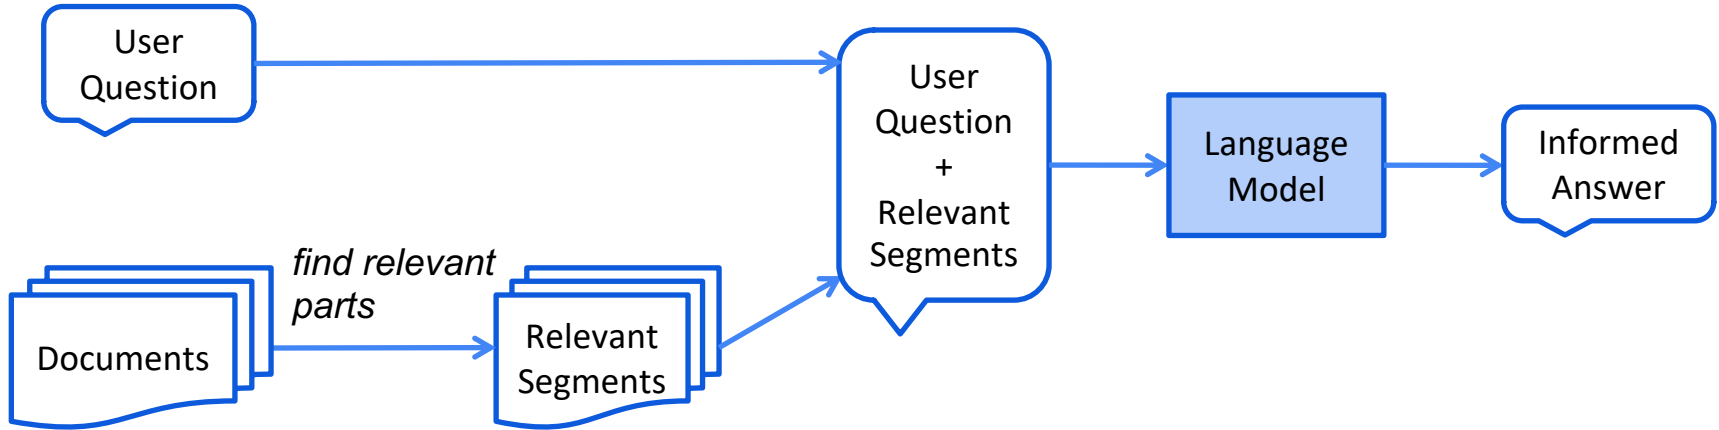 User
Question
Documents
find relevant
parts
Relevant
Segments
User
Question
+
Relevant
Segments
Language
Model
Informed
Answer